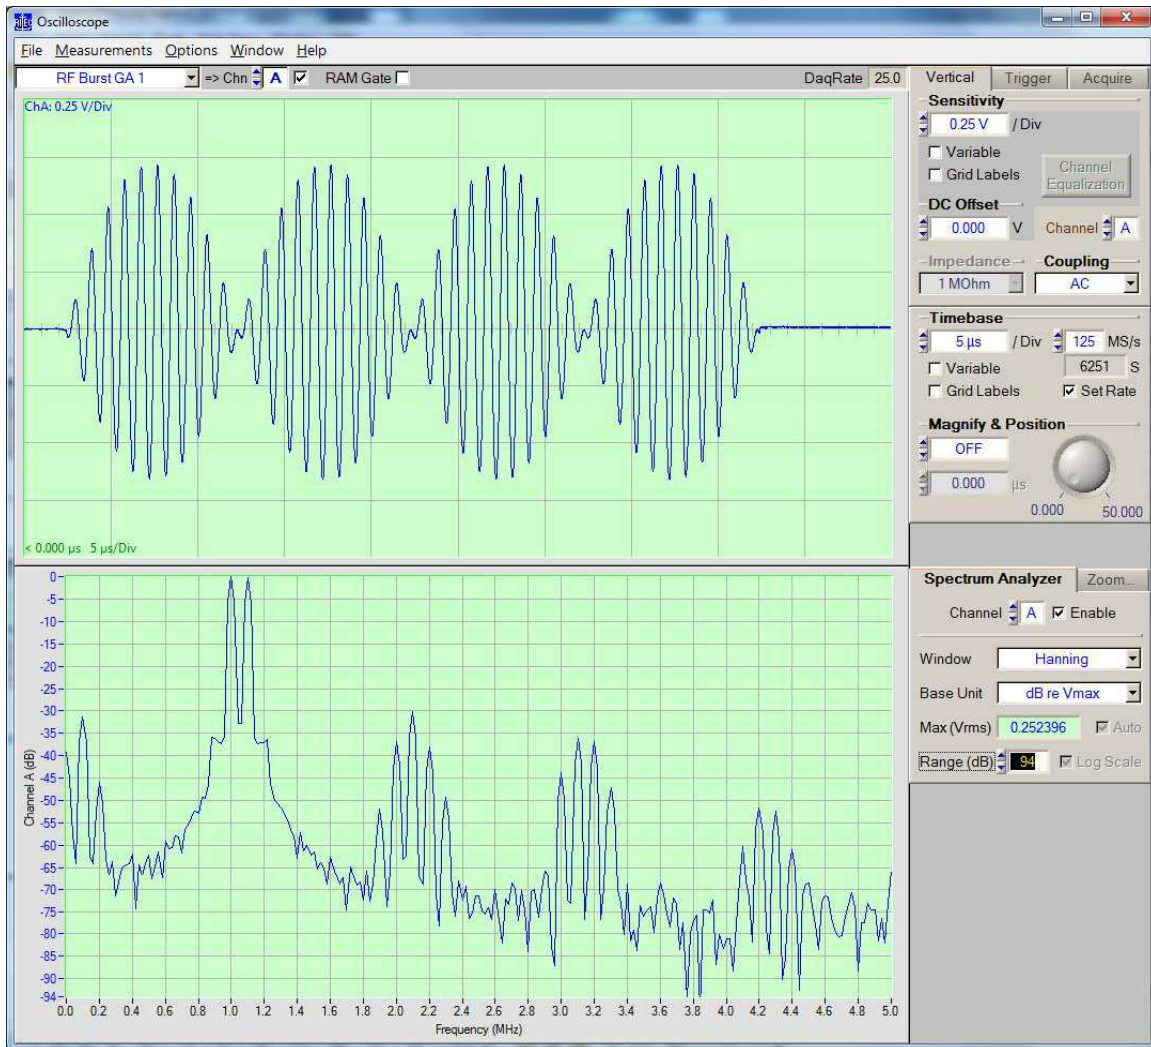 RITEC Oscilloscope
File Measurements Options Window Help
RF Burst GA 1 => Chn A RAM Gate DaqRate 25.0
ChA: 0.25 V/Div
< 0.000 µs 5 µs/Div
Vertical Trigger Acquire
Sensitivity
0.25 V / Div
Variable
Grid Labels
Channel Equalization
DC Offset
0.000 V Channel A
Impedance Coupling
1 MOhm AC
Timebase
5 µs / Div 125 MS/s
Variable 6251 S
Grid Labels Set Rate
Magnify & Position
OFF
0.000 µs
0.000 50.000
0
-5
-10
-15
-20
-25
-30
-35
-40
-45
-50
-55
-60
-65
-70
-75
-80
-85
-90
-94
Channel A (dB)
0.0 0.2 0.4 0.6 0.8 1.0 1.2 1.4 1.6 1.8 2.0 2.2 2.4 2.6 2.8 3.0 3.2 3.4 3.6 3.8 4.0 4.2 4.4 4.6 4.8 5.0
Frequency (MHz)
Spectrum Analyzer Zoom...
Channel A Enable
Window Hanning
Base Unit dB re Vmax
Max (Vrms) 0.252396 Auto
Range (dB) 94 Log Scale